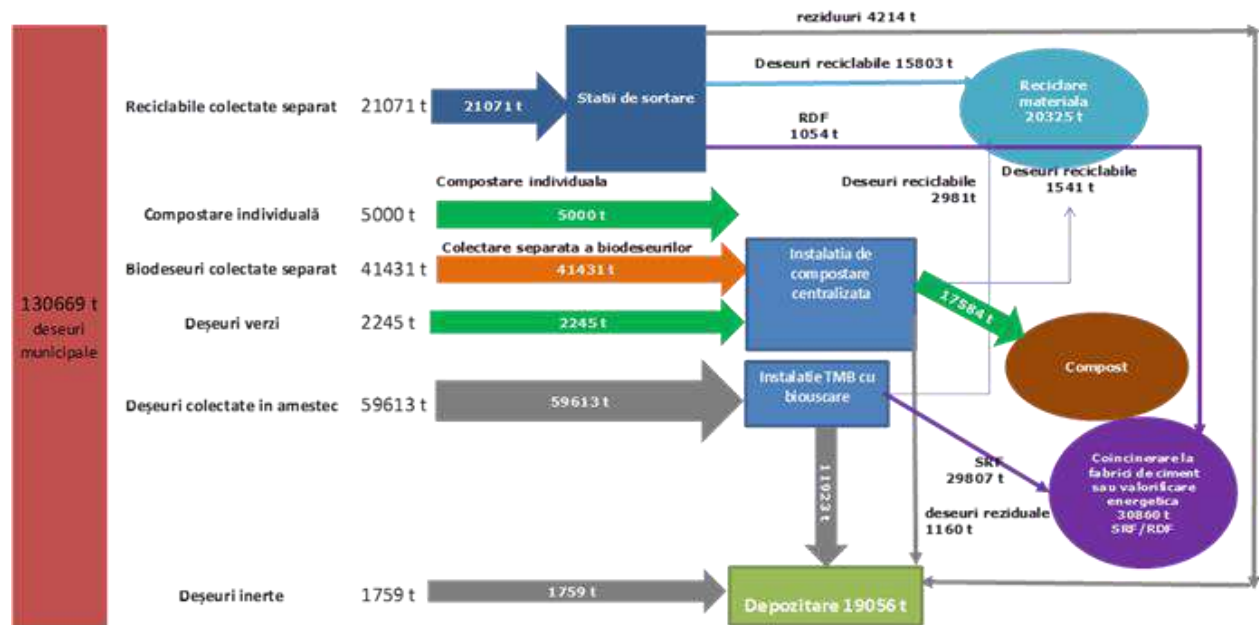 reziduuri 4214 t
Deseuri reciclabile 15803 t
Reciclabile colectate separat
21071 t
21071 t
Statii de sortare
Reciclare
materiala
20325 t
RDF
1054 t
Compostare individuala
Deseuri reciclabile
2981t
Deseuri reciclabile
1541 t
Compostare individuală
5000 t
5000 t
Colectare separata a biodeseurilor
Biodeseuri colectate separat
41431 t
41431 t
Instalatia de
compostare
centralizata
130669 t
deseuri
municipale
Deșeuri verzi
2245 t
2245 t
17584 t
Compost
Instalatie TMB cu
biouscare
Deșeuri colectate in amestec
59613 t
59613 t
11923 t
SRF
29807 t
Coincinerare la
fabrici de ciment
sau valorificare
energetica
30860 t
SRF/RDF
deseuri reziduale
1160 t
Deșeuri inerte
1759 t
1759 t
Depozitare 19056 t